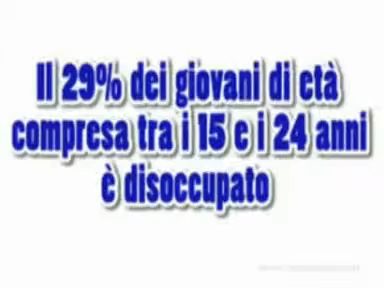 Il 29% dei giovani di età
compresa tra i 15 e i 24 anni
è disoccupato